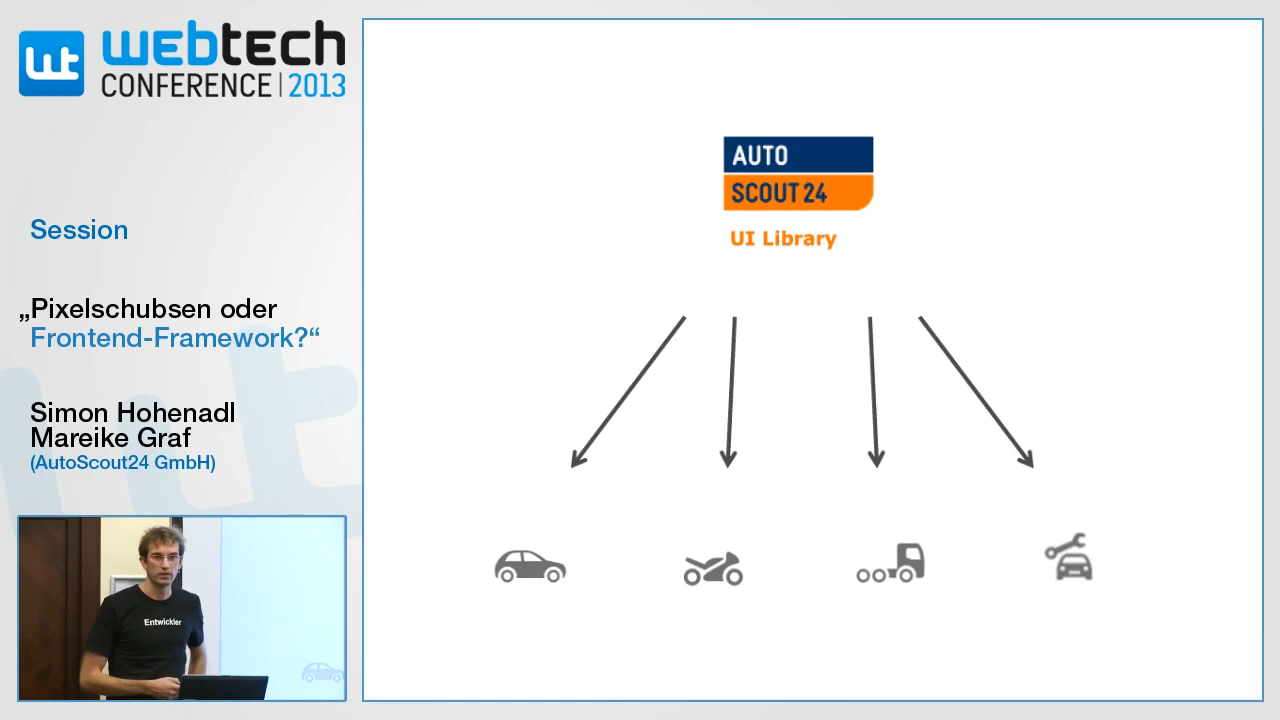 wt webtech
CONFERENCE | 2013
Session
„Pixelschubsen oder
Frontend-Framework?“
Simon Hohenadl
Mareike Graf
(AutoScout24 GmbH)
AUTO
SCOUT 24
UI Library
Entwickler